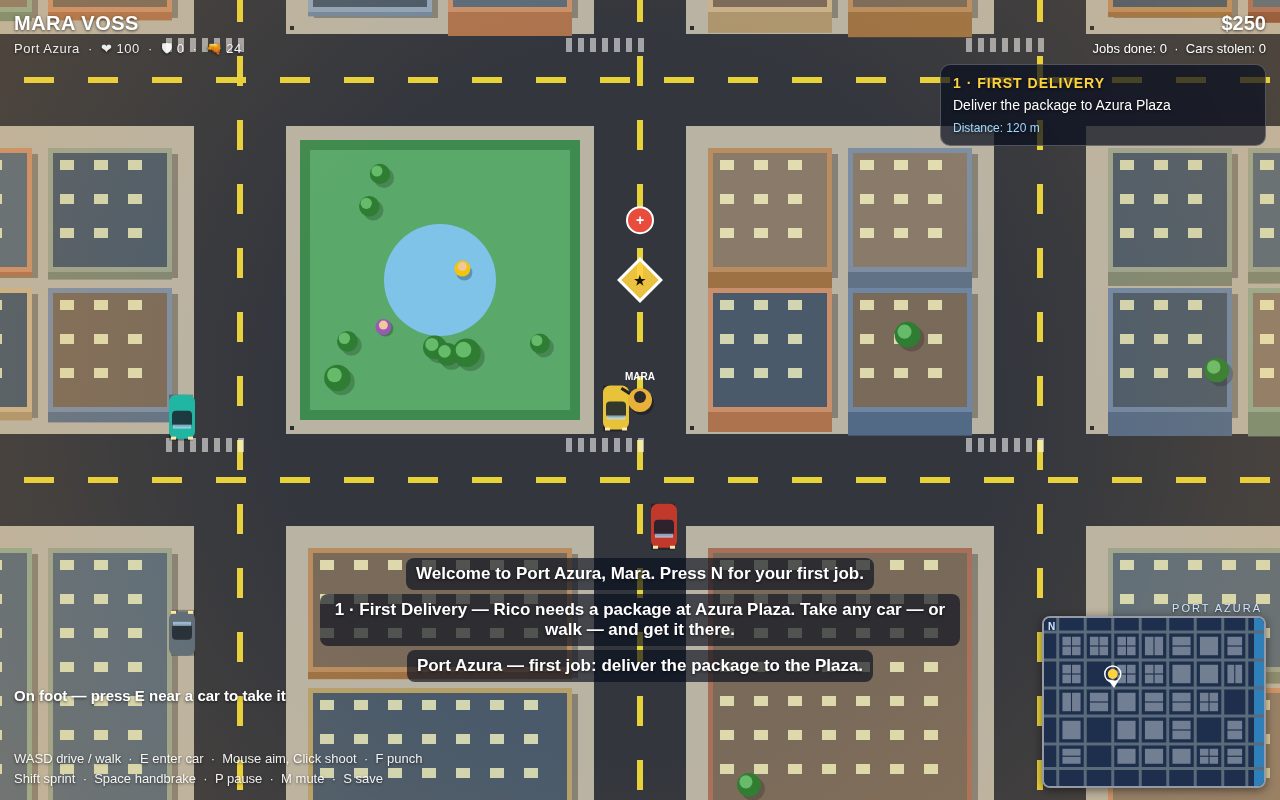 MARA VOSS
Port Azura · ❤ 100 · 🛡 0 · 🔫 24
$250
Jobs done: 0 · Cars stolen: 0
1 · FIRST DELIVERY
Deliver the package to Azura Plaza
Distance: 120 m
+
★
MARA
Welcome to Port Azura, Mara. Press N for your first job.
1 · First Delivery — Rico needs a package at Azura Plaza. Take any car — or
walk — and get it there.
Port Azura — first job: deliver the package to the Plaza.
PORT AZURA
N
On foot — press E near a car to take it
WASD drive / walk · E enter car · Mouse aim, Click shoot · F punch
Shift sprint · Space handbrake · P pause · M mute · S save